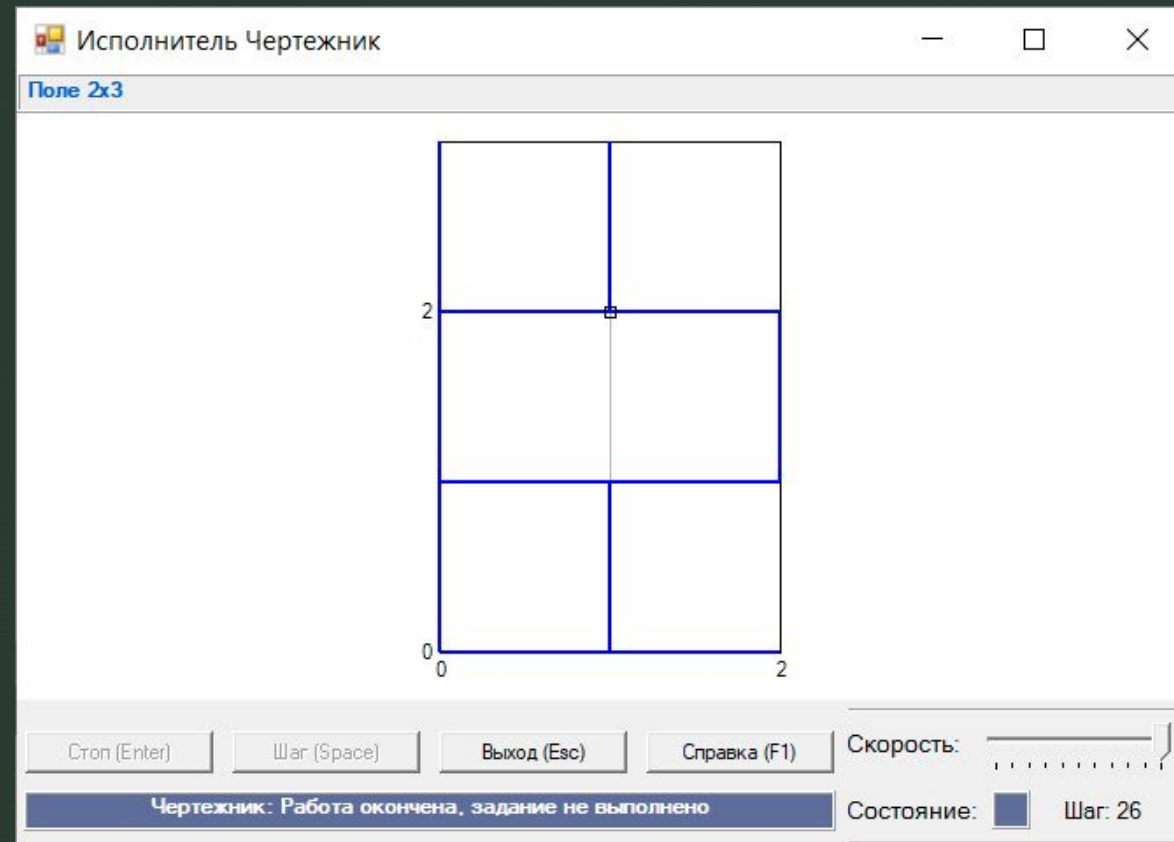 Исполнитель Чертежник
Поле 2x3
2
0
0 2
Стоп (Enter) Шаг (Space) Выход (Esc) Справка (F1) Скорость:
Чертежник: Работа окончена, задание не выполнено Состояние: Шаг: 26